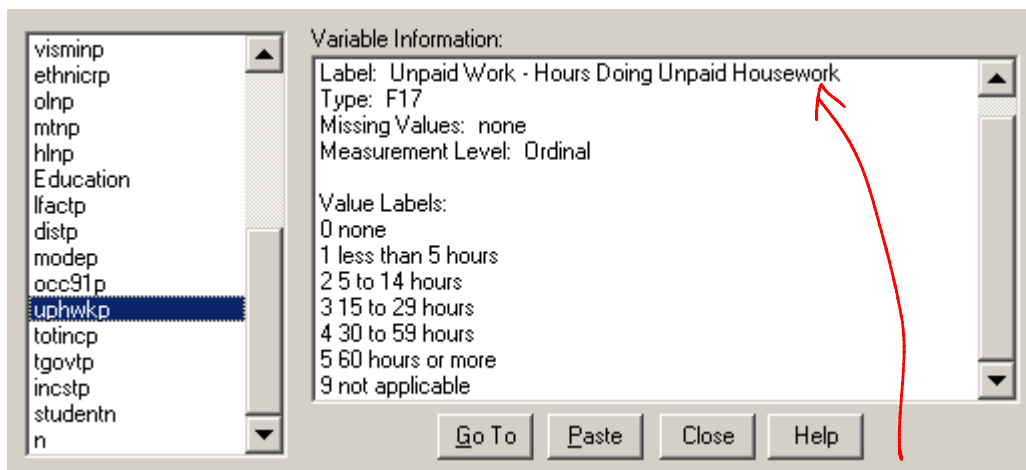 visminp
ethnicrp
olnp
mtnp
hlnp
Education
lfactp
distp
modep
occ91p
uphwkp
totincp
tgovtp
incstp
studentn
n
Variable Information:
Label: Unpaid Work - Hours Doing Unpaid Housework
Type: F17
Missing Values: none
Measurement Level: Ordinal
Value Labels:
0 none
1 less than 5 hours
2 5 to 14 hours
3 15 to 29 hours
4 30 to 59 hours
5 60 hours or more
9 not applicable
Go To Paste Close Help